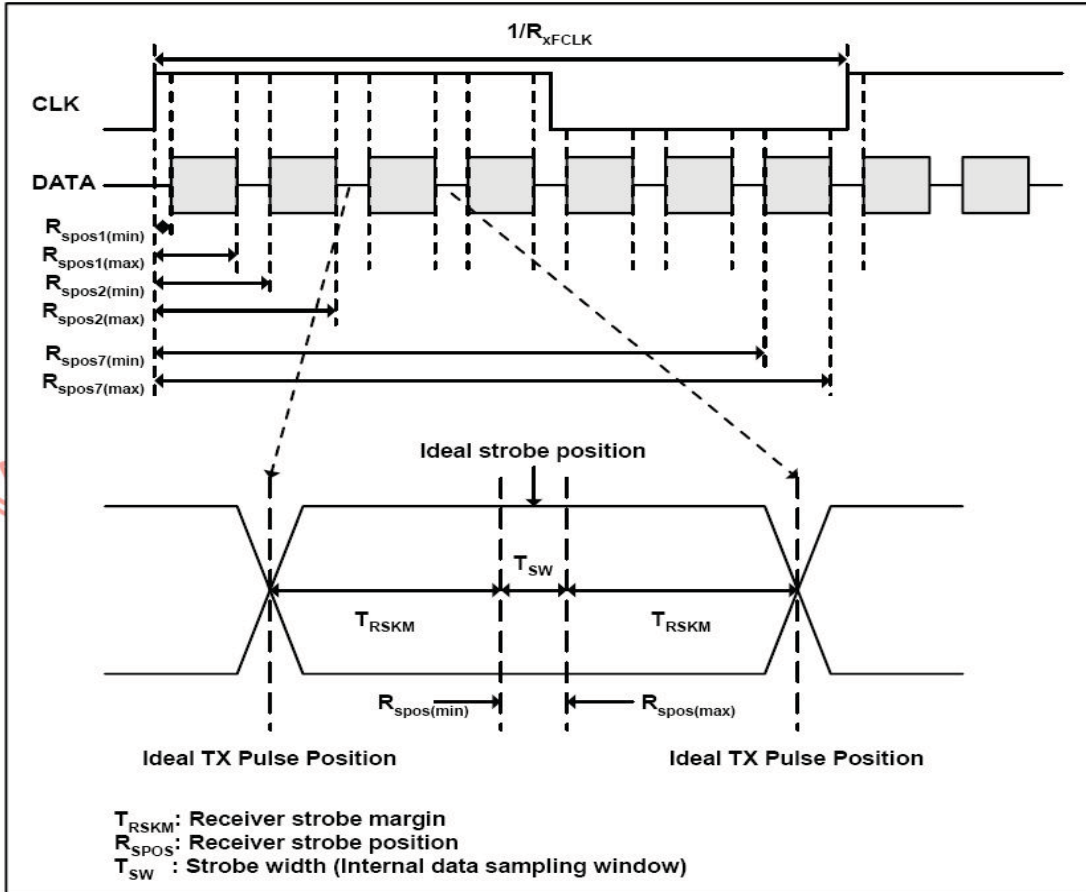 1/RxFCLK
CLK
DATA
Rspos1(min)
Rspos1(max)
Rspos2(min)
Rspos2(max)
Rspos7(min)
Rspos7(max)
Ideal strobe position
TSW
TRSKM TRSKM
Rspos(min) Rspos(max)
Ideal TX Pulse Position Ideal TX Pulse Position
TRSKM: Receiver strobe margin
RSPOS: Receiver strobe position
TSW : Strobe width (Internal data sampling window)